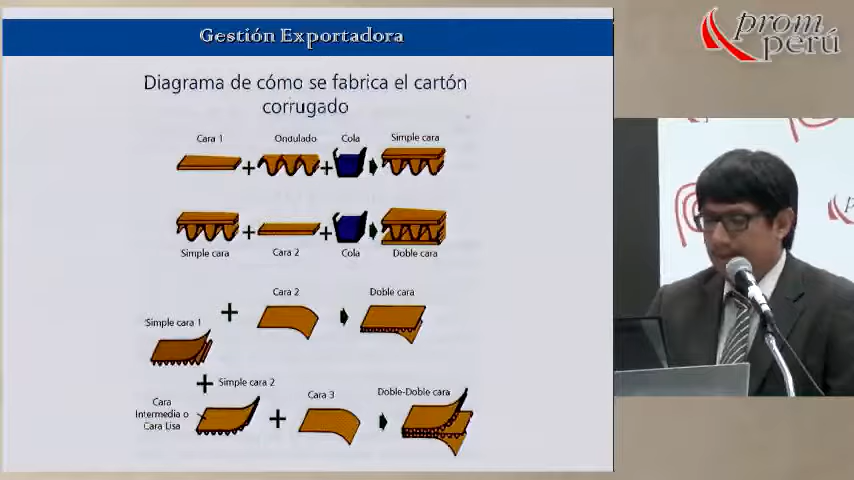 Gestión Exportadora
prom
perú
Diagrama de cómo se fabrica el cartón
corrugado
Cara 1
Ondulado
Cola
Simple cara
Simple cara
Cara 2
Cola
Doble cara
Cara 2
Doble cara
Simple cara 1
Simple cara 2
Cara
Intermedia o
Cara Lisa
Cara 3
Doble-Doble cara